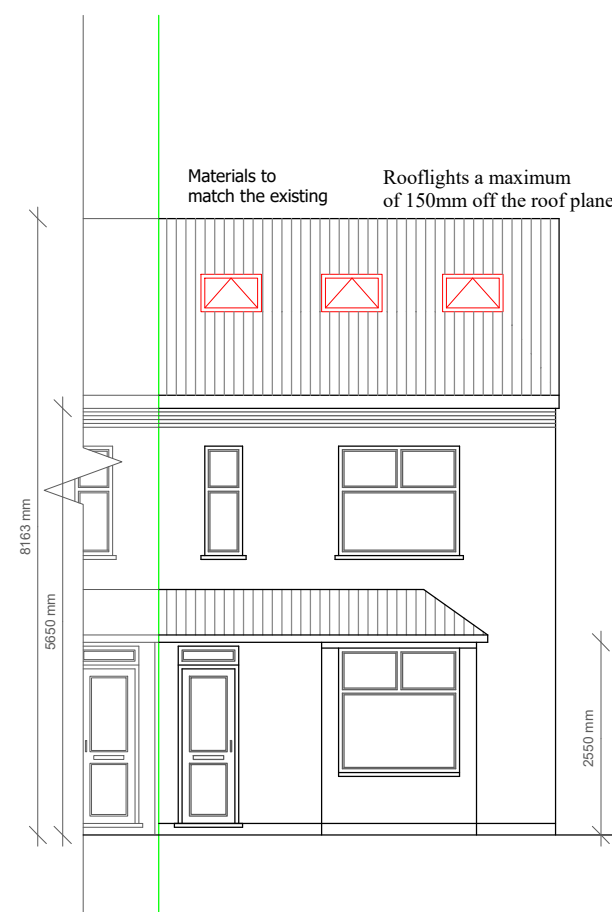 Materials to
match the existing
Rooflights a maximum
of 150mm off the roof plane
8163 mm
5650 mm
2550 mm